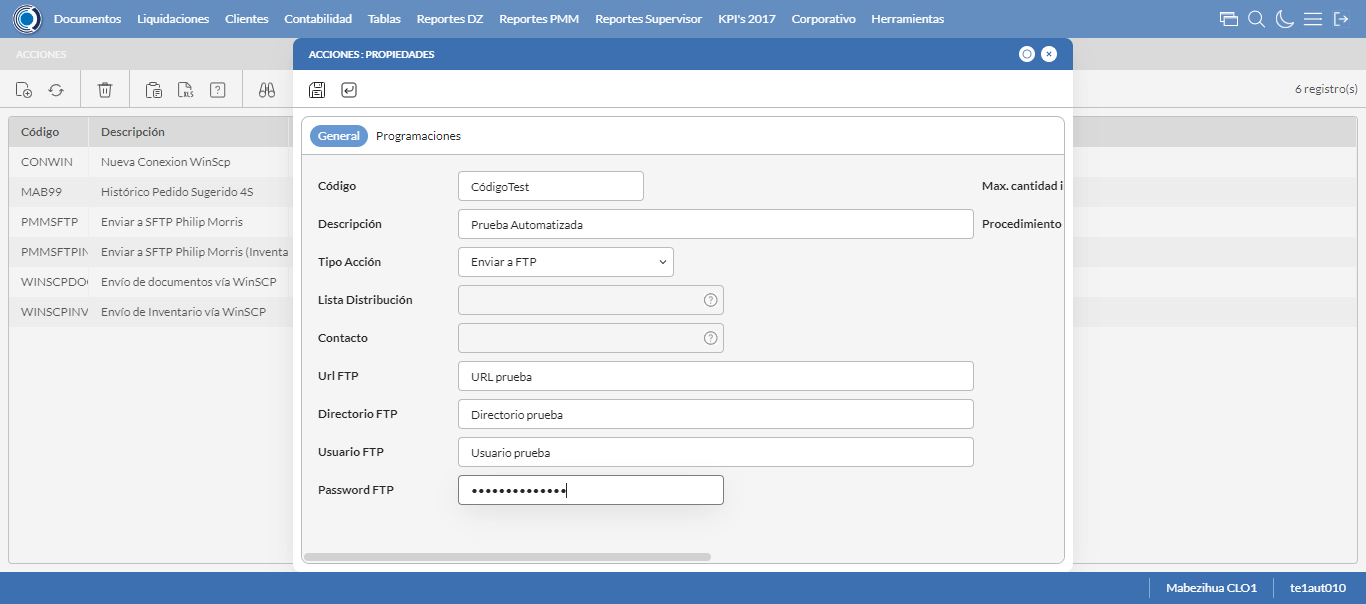 Documentos Liquidaciones Clientes Contabilidad Tablas Reportes DZ Reportes PMM Reportes Supervisor KPI's 2017 Corporativo Herramientas
ACCIONES
ACCIONES : PROPIEDADES
XLS
6 registro(s)
Código Descripción
CONWIN Nueva Conexion WinScp
MAB99 Histórico Pedido Sugerido 4S
PMMSFTP Enviar a SFTP Philip Morris
PMMSFTPIN Enviar a SFTP Philip Morris (Inventa
WINSCPDO Envío de documentos vía WinSCP
WINSCPINV Envío de Inventario vía WinSCP
General Programaciones
Código CódigoTest Max. cantidad i
Descripción Prueba Automatizada Procedimiento
Tipo Acción Enviar a FTP
Lista Distribución
Contacto
Url FTP URL prueba
Directorio FTP Directorio prueba
Usuario FTP Usuario prueba
Password FTP ••••••••••••••
Mabezihua CLO1 te1aut010